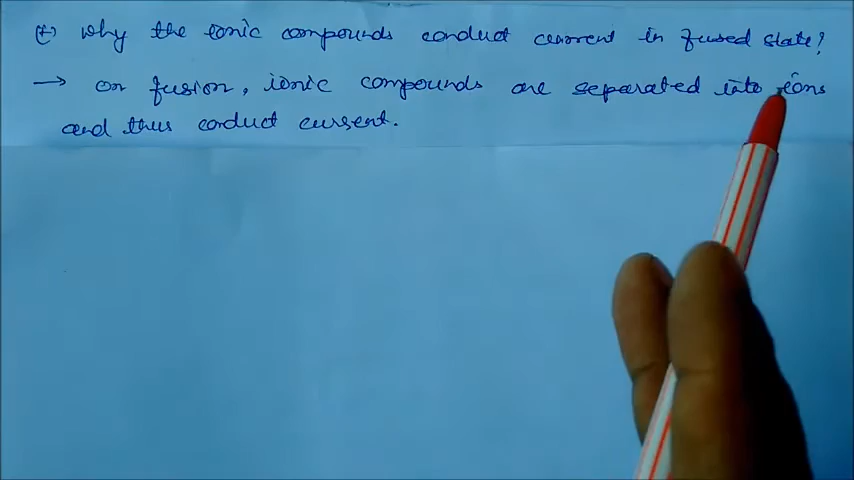 (t) why the ionic compounds conduct current in fused state?
→ on fusion, ionic compounds are separated into ions
and thus conduct current.